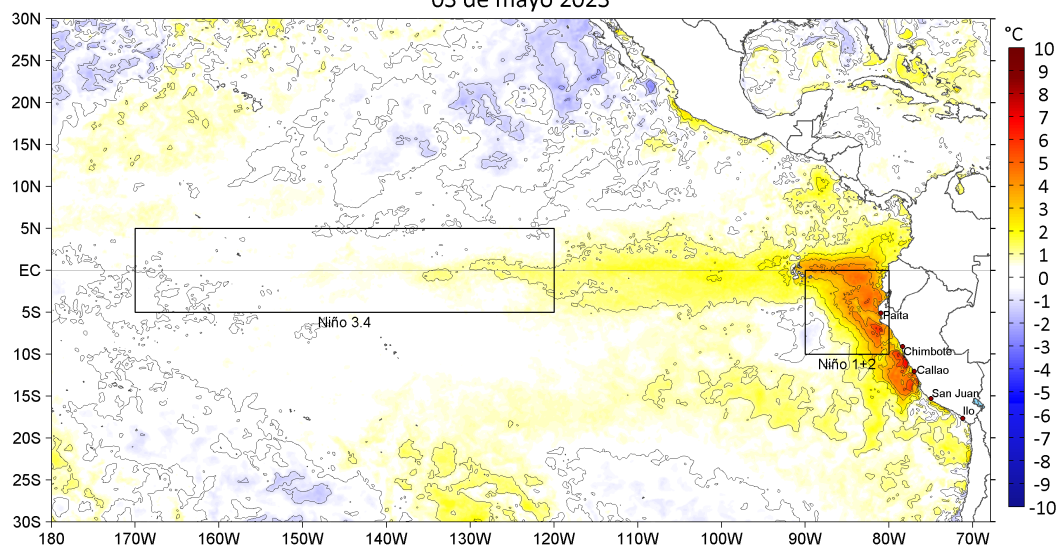 de mayo 2023
°C
30N
25N
20N
15N
10N
5N
EC
5S
10S
15S
20S
25S
30S
180
170W
160W
150W
140W
130W
120W
110W
100W
90W
80W
70W
Niño 3.4
Niño 1+2
Paita
Chimbote
Callao
San Juan
Ilo
10
9
8
7
6
5
4
3
2
1
0
-1
-2
-3
-4
-5
-6
-7
-8
-9
-10